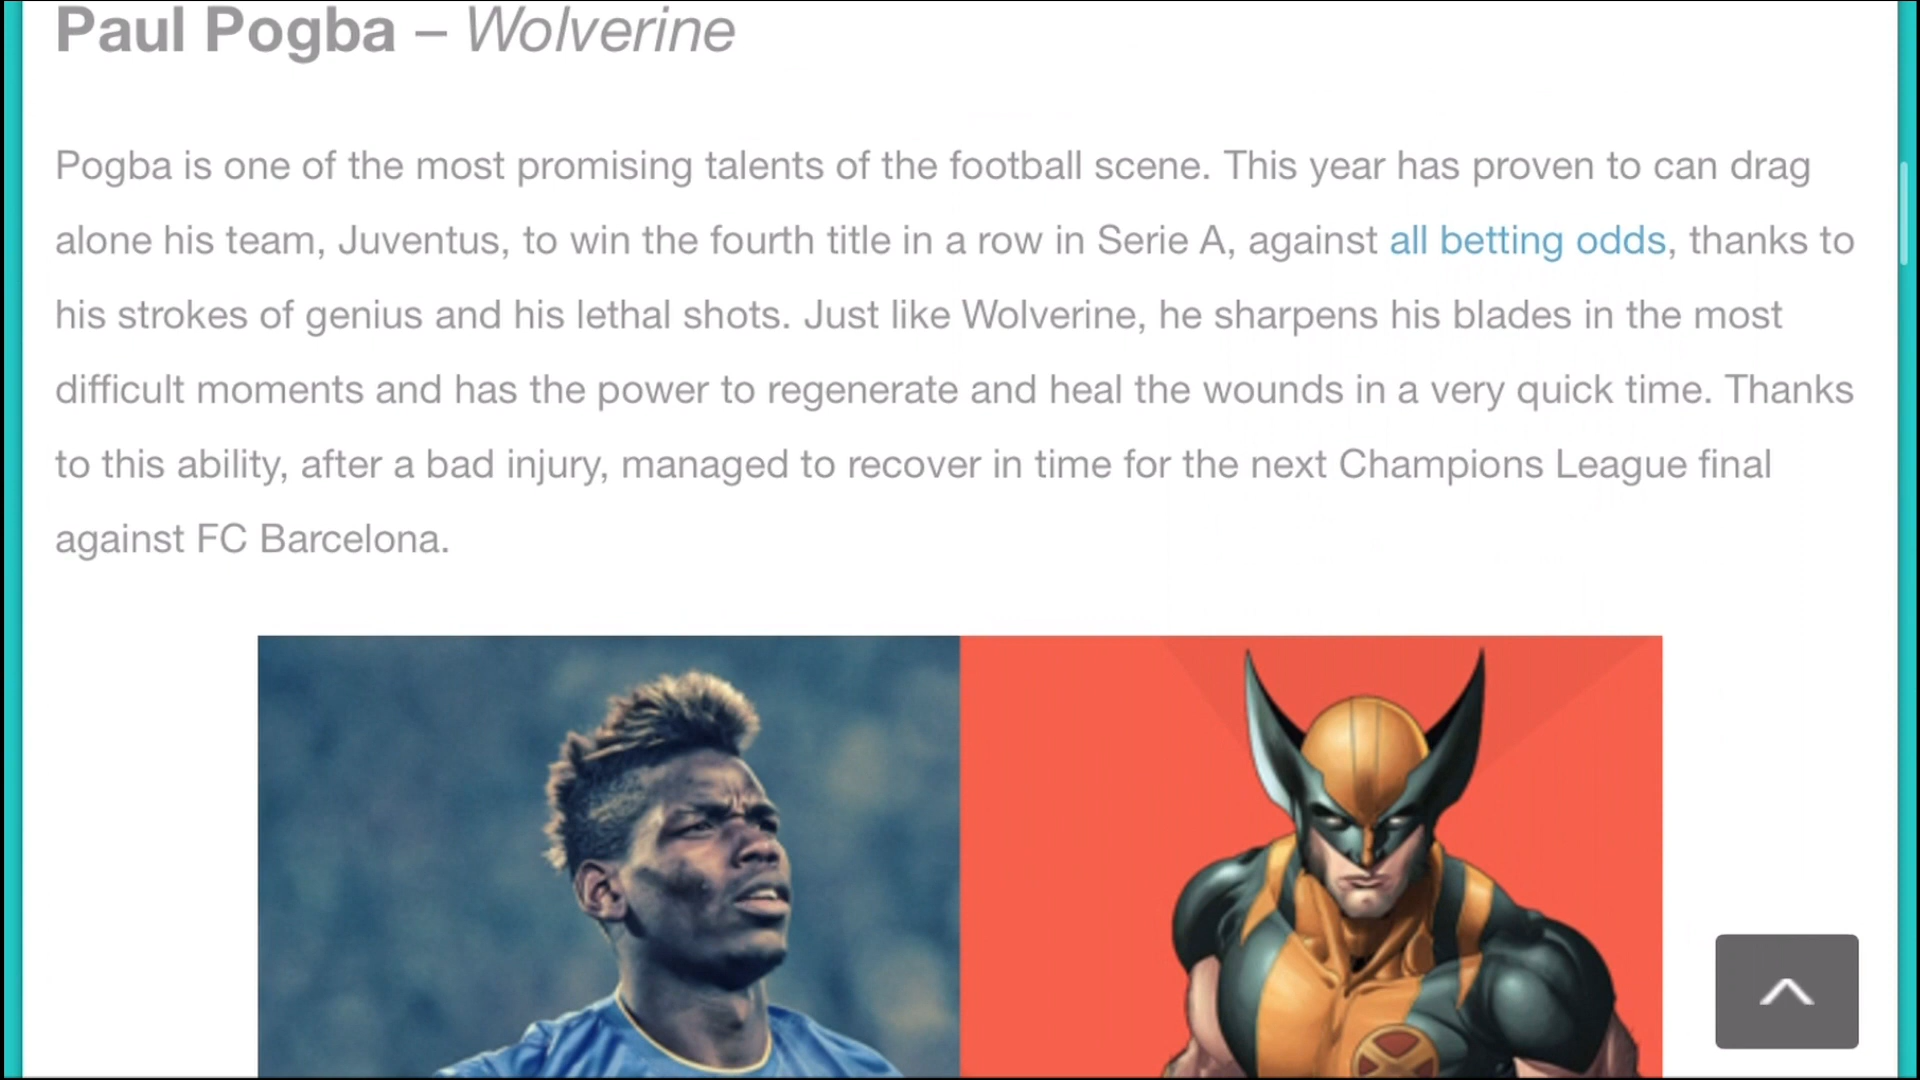 Paul Pogba – Wolverine
Pogba is one of the most promising talents of the football scene. This year has proven to can drag
alone his team, Juventus, to win the fourth title in a row in Serie A, against all betting odds, thanks to
his strokes of genius and his lethal shots. Just like Wolverine, he sharpens his blades in the most
difficult moments and has the power to regenerate and heal the wounds in a very quick time. Thanks
to this ability, after a bad injury, managed to recover in time for the next Champions League final
against FC Barcelona.